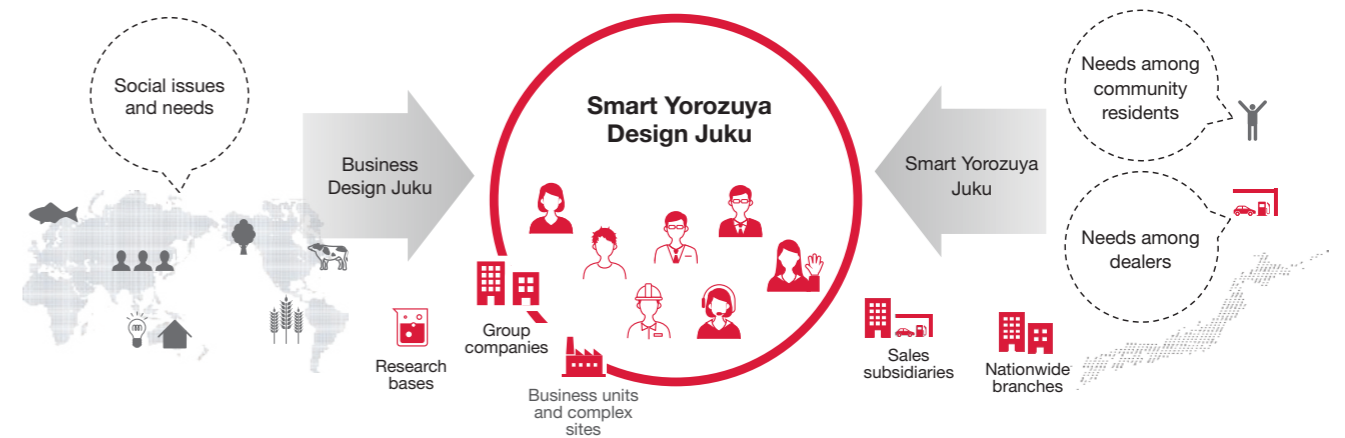 Social issues
and needs
Business
Design Juku
Smart Yorozuya
Design Juku
Smart Yorozuya
Juku
Needs among
community
residents
Needs among
dealers
Research
bases
Group
companies
Business units
and complex
sites
Sales
subsidiaries
Nationwide
branches